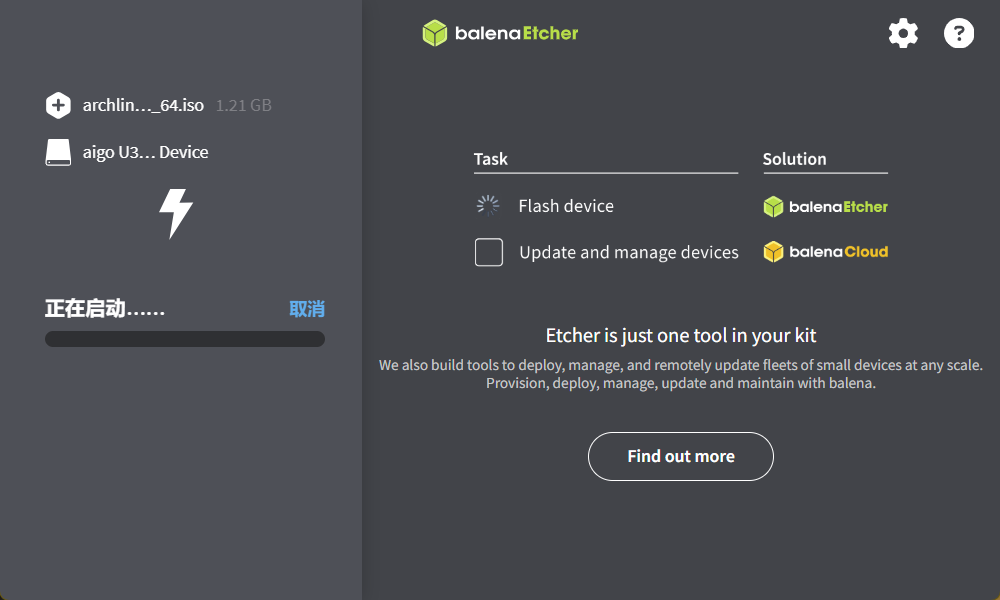 balenaEtcher
archlin…_64.iso 1.21 GB
aigo U3… Device
正在启动…… 取消
Task Solution
Flash device balenaEtcher
Update and manage devices balenaCloud
Etcher is just one tool in your kit
We also build tools to deploy, manage, and remotely update fleets of small devices at any scale.
Provision, deploy, manage, update and maintain with balena.
Find out more